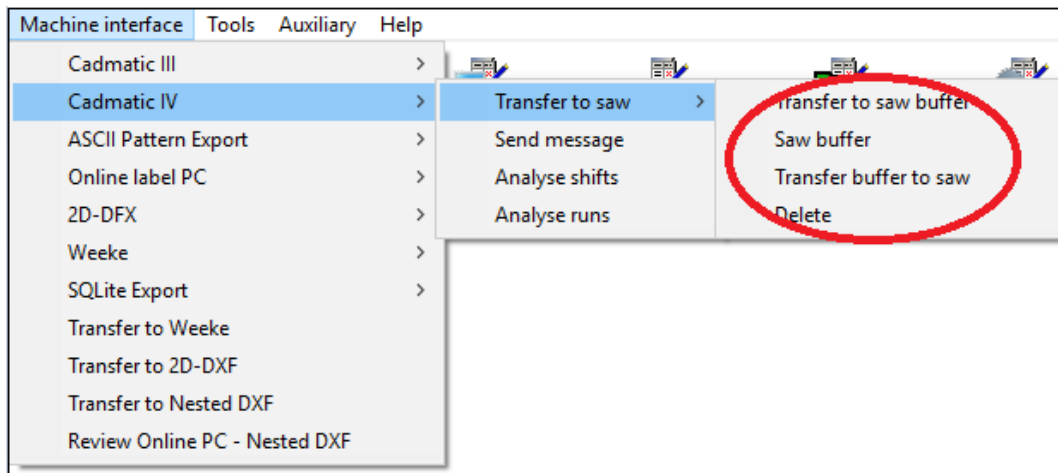 Machine interface Tools Auxiliary Help
Cadmatic III
Cadmatic IV
ASCII Pattern Export
Online label PC
2D-DFX
Weeke
SQLite Export
Transfer to Weeke
Transfer to 2D-DXF
Transfer to Nested DXF
Review Online PC - Nested DXF
Transfer to saw
Send message
Analyse shifts
Analyse runs
Transfer to saw buffer
Saw buffer
Transfer buffer to saw
Delete